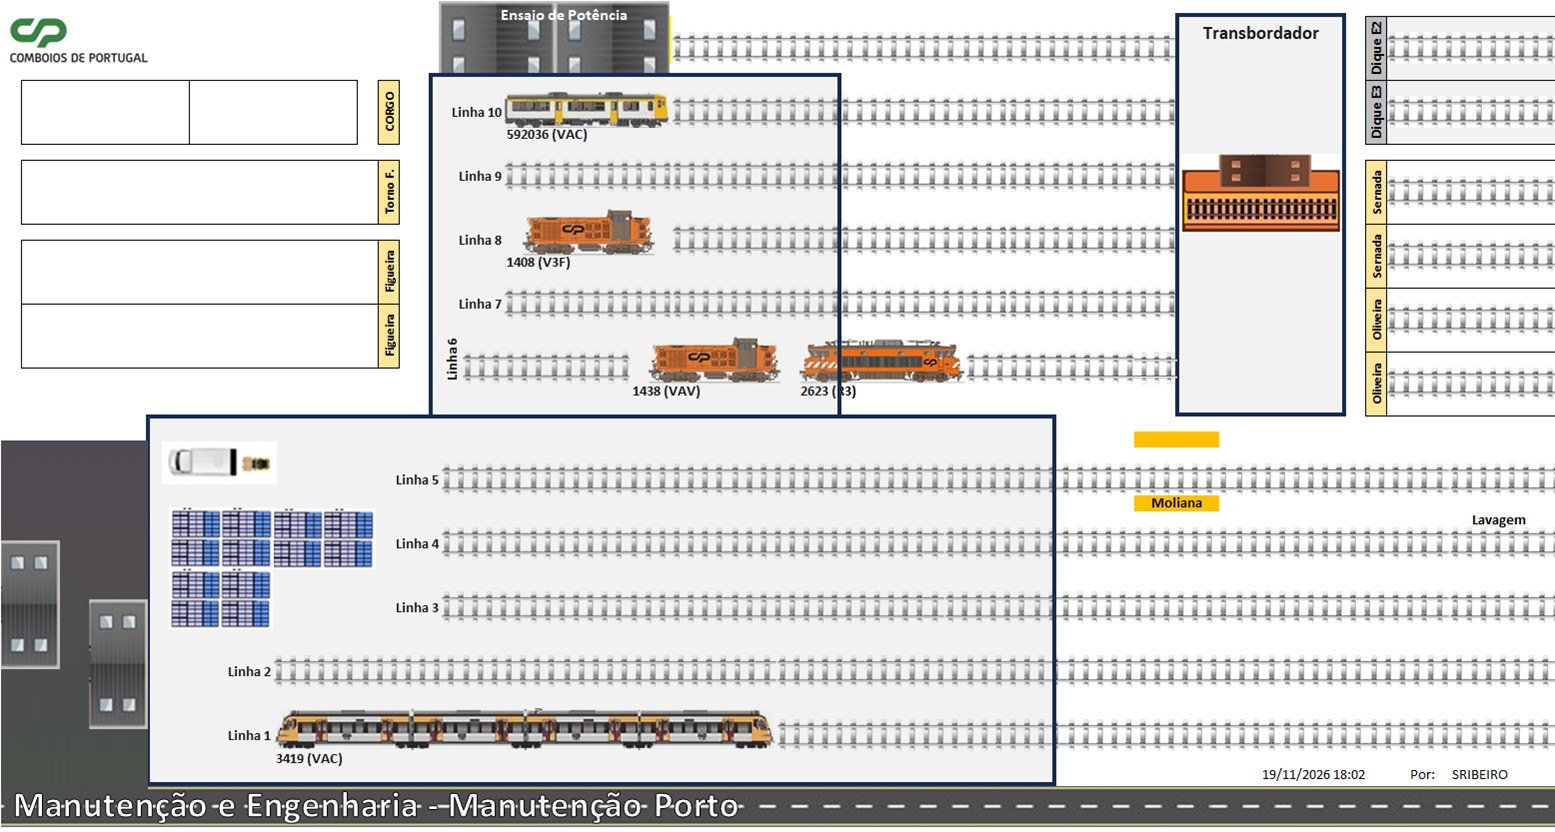 CP
COMBOIOS DE PORTUGAL
CORGO
Torno F.
Figueira
Figueira
Ensaio de Potência
Linha 10
592036 (VAC)
Linha 9
Linha 8
1408 (V3F)
Linha 7
Linha 6
1438 (VAV)
2623 (R3)
Transbordador
Dique E2
Dique E3
Sernada
Sernada
Oliveira
Oliveira
Linha 5
Moliana
Lavagem
Linha 4
Linha 3
Linha 2
Linha 1
3419 (VAC)
19/11/2026 18:02 Por: SRIBEIRO
Manutenção e Engenharia - Manutenção Porto